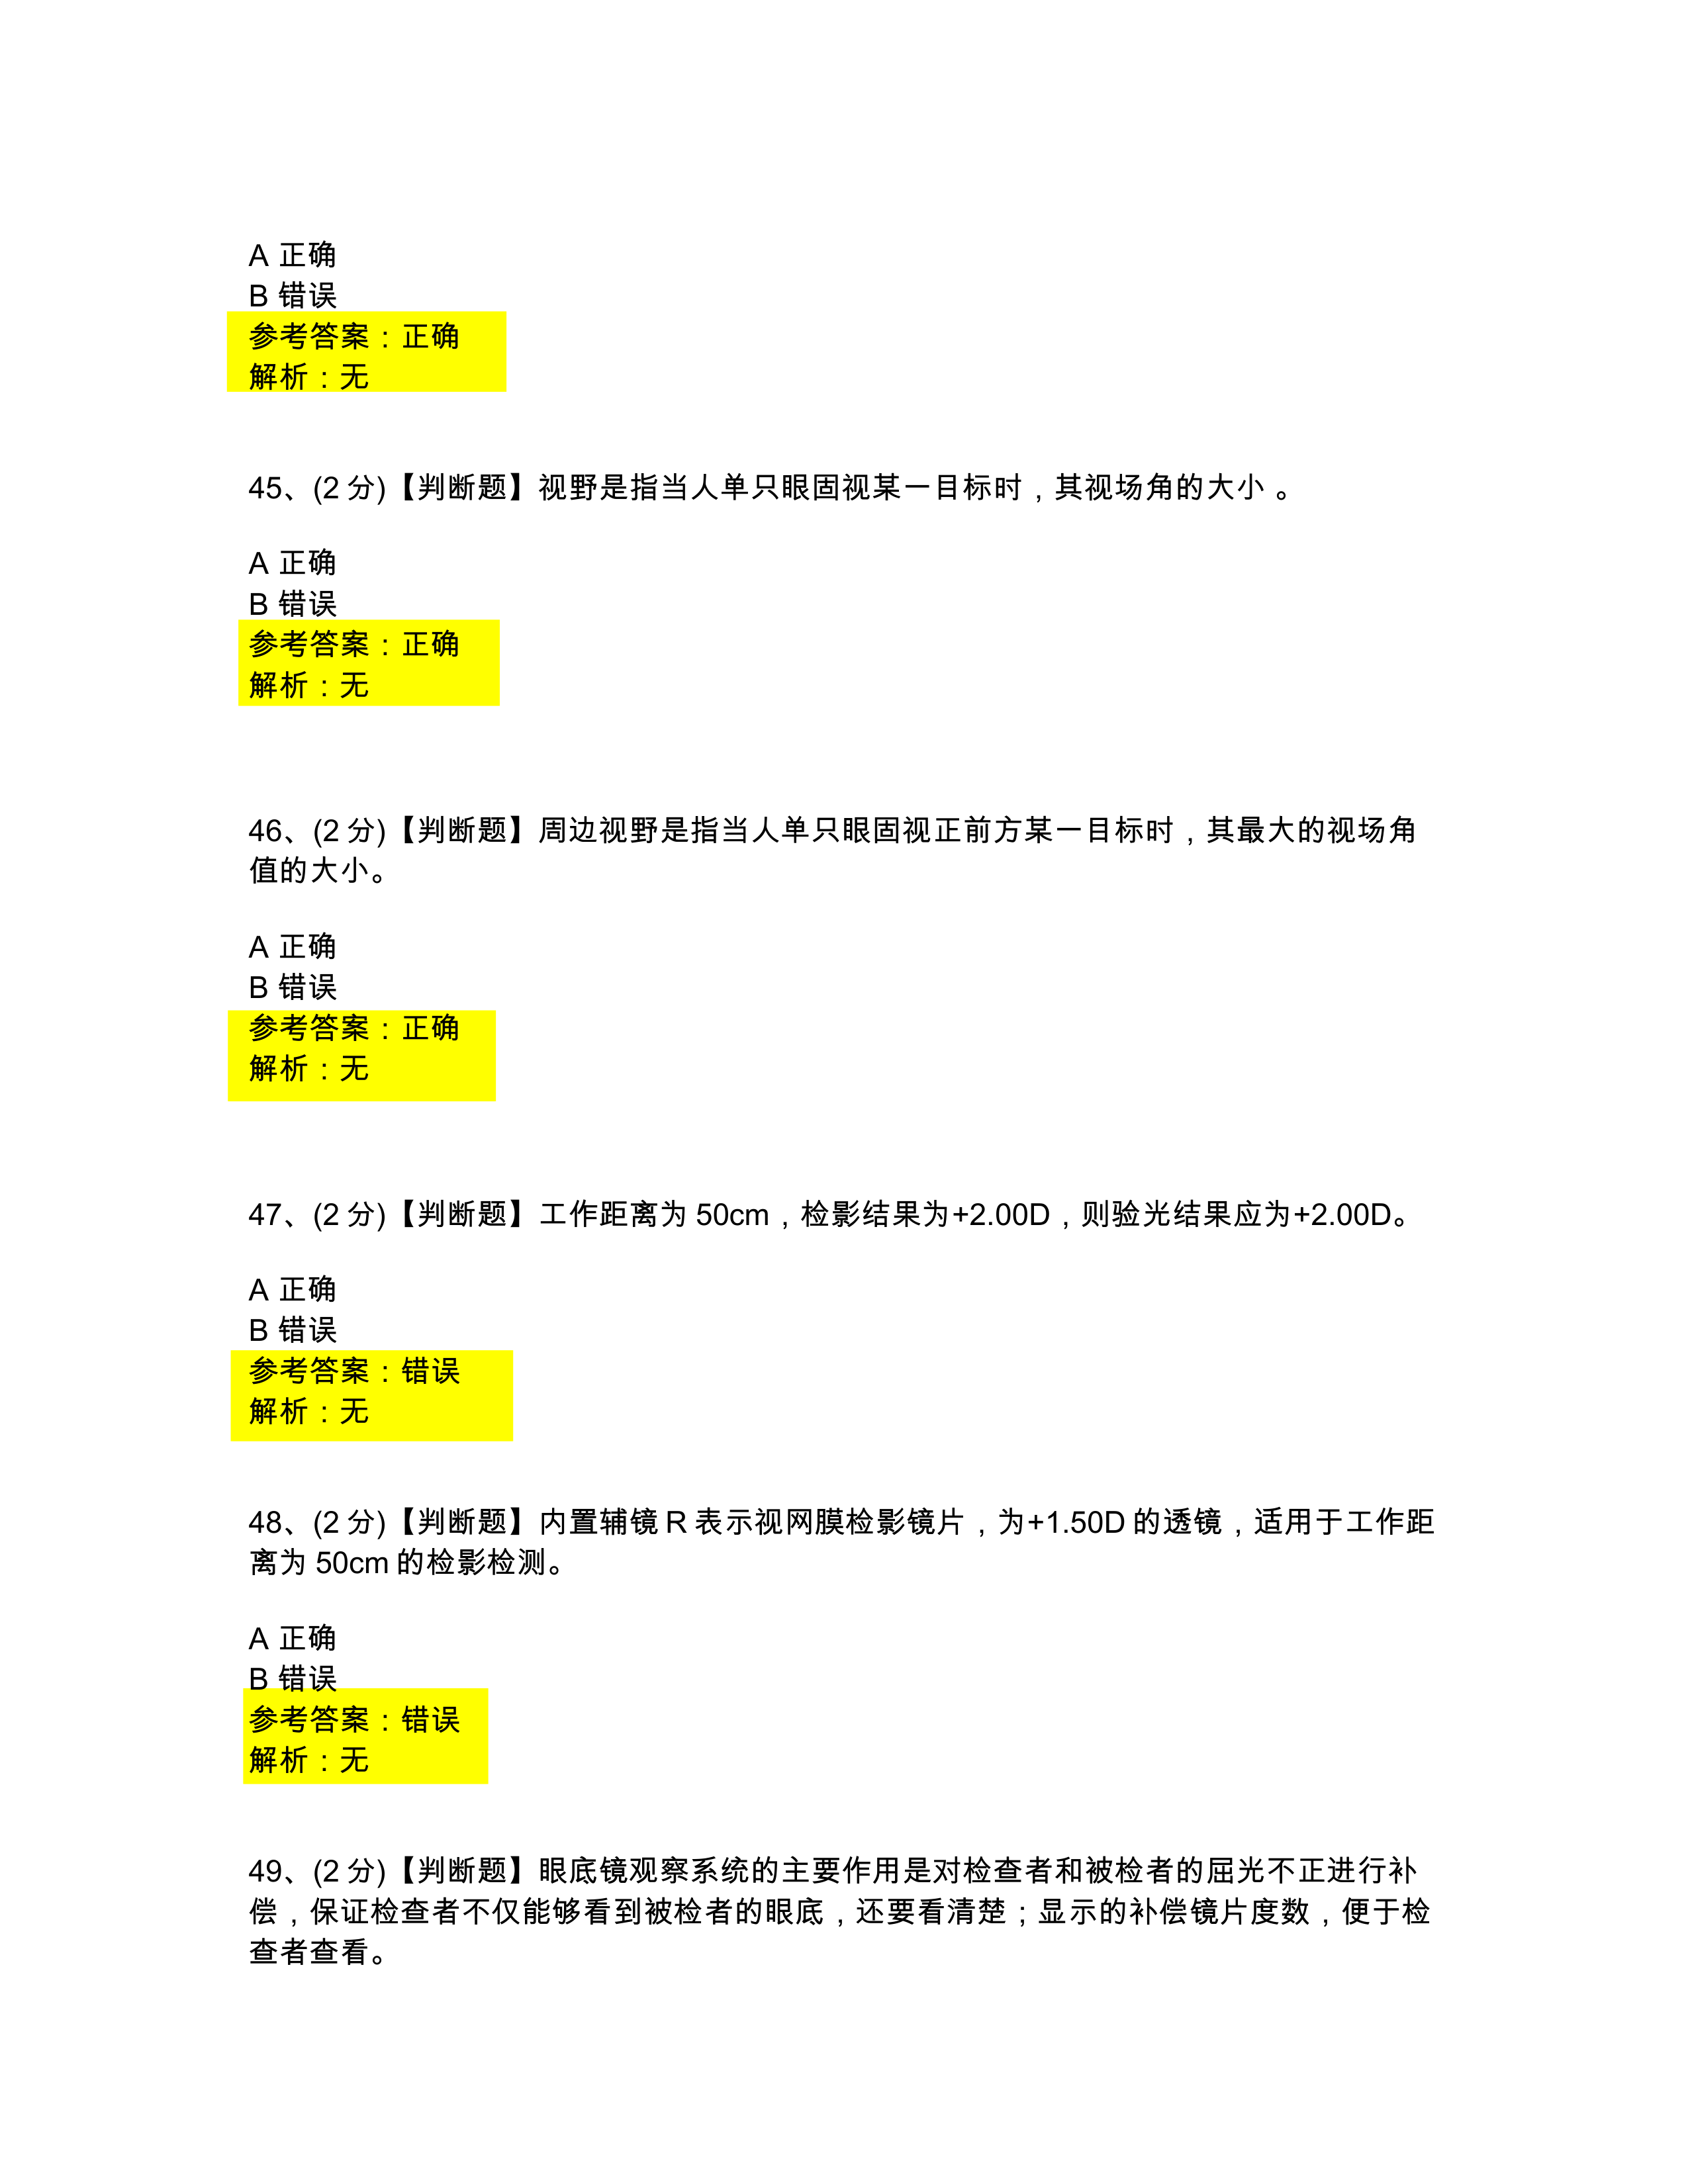 A 正确
B 错误
参考答案：正确
解析：无
45、(2 分)【判断题】视野是指当人单只眼固视某一目标时，其视场角的大小 。
A 正确
B 错误
参考答案：正确
解析：无
46、(2 分)【判断题】周边视野是指当人单只眼固视正前方某一目标时，其最大的视场角
值的大小。
A 正确
B 错误
参考答案：正确
解析：无
47、(2 分)【判断题】工作距离为 50cm，检影结果为+2.00D，则验光结果应为+2.00D。
A 正确
B 错误
参考答案：错误
解析：无
48、(2 分)【判断题】内置辅镜 R 表示视网膜检影镜片，为+1.50D 的透镜，适用于工作距
离为 50cm 的检影检测。
A 正确
B 错误
参考答案：错误
解析：无
49、(2 分)【判断题】眼底镜观察系统的主要作用是对检查者和被检者的屈光不正进行补
偿，保证检查者不仅能够看到被检者的眼底，还要看清楚；显示的补偿镜片度数，便于检
查者查看。